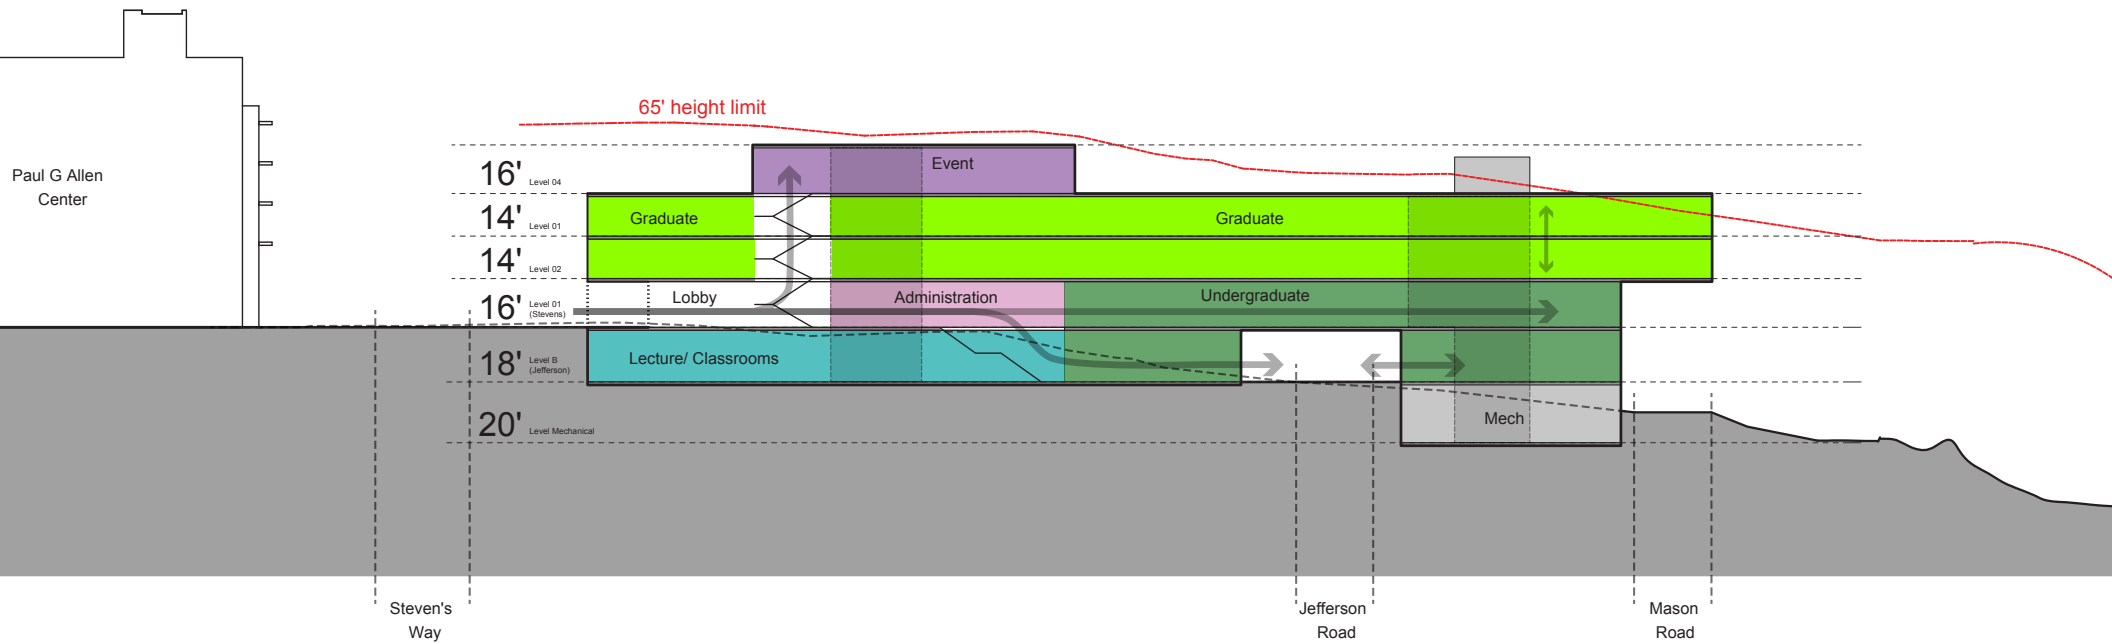 65' height limit
Paul G Allen
Center
16' Level 04
Event
14' Level 01
Graduate
Graduate
14' Level 02
16' Level 01
(Stevens)
Lobby
Administration
Undergraduate
18' Level B
(Jefferson)
Lecture/ Classrooms
20' Level Mechanical
Mech
Steven's
Way
Jefferson
Road
Mason
Road